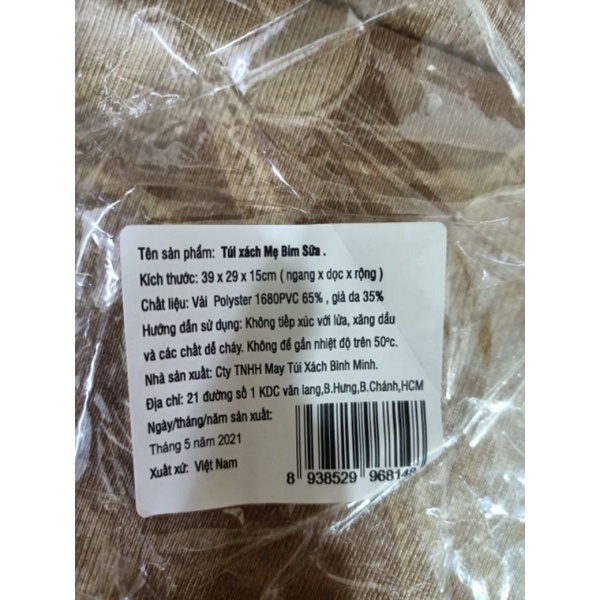 Tên sản phẩm: Túi xách Mẹ Bỉm Sữa .
Kích thước: 39 x 29 x 15cm ( ngang x dọc x rộng )
Chất liệu: Vải Polyster 1680PVC 65% , giả da 35%
Hướng dẫn sử dụng: Không tiếp xúc với lửa, xăng dầu
và các chất dễ cháy. Không để gần nhiệt độ trên 50ºc.
Nhà sản xuất: Cty TNHH May Túi Xách Bình Minh.
Địa chỉ: 21 đường số 1 KDC văn lang,B.Hưng,B.Chánh,HCM
Ngày/tháng/năm sản xuất:
Tháng 5 năm 2021
Xuất xứ: Việt Nam
8 938529 968148